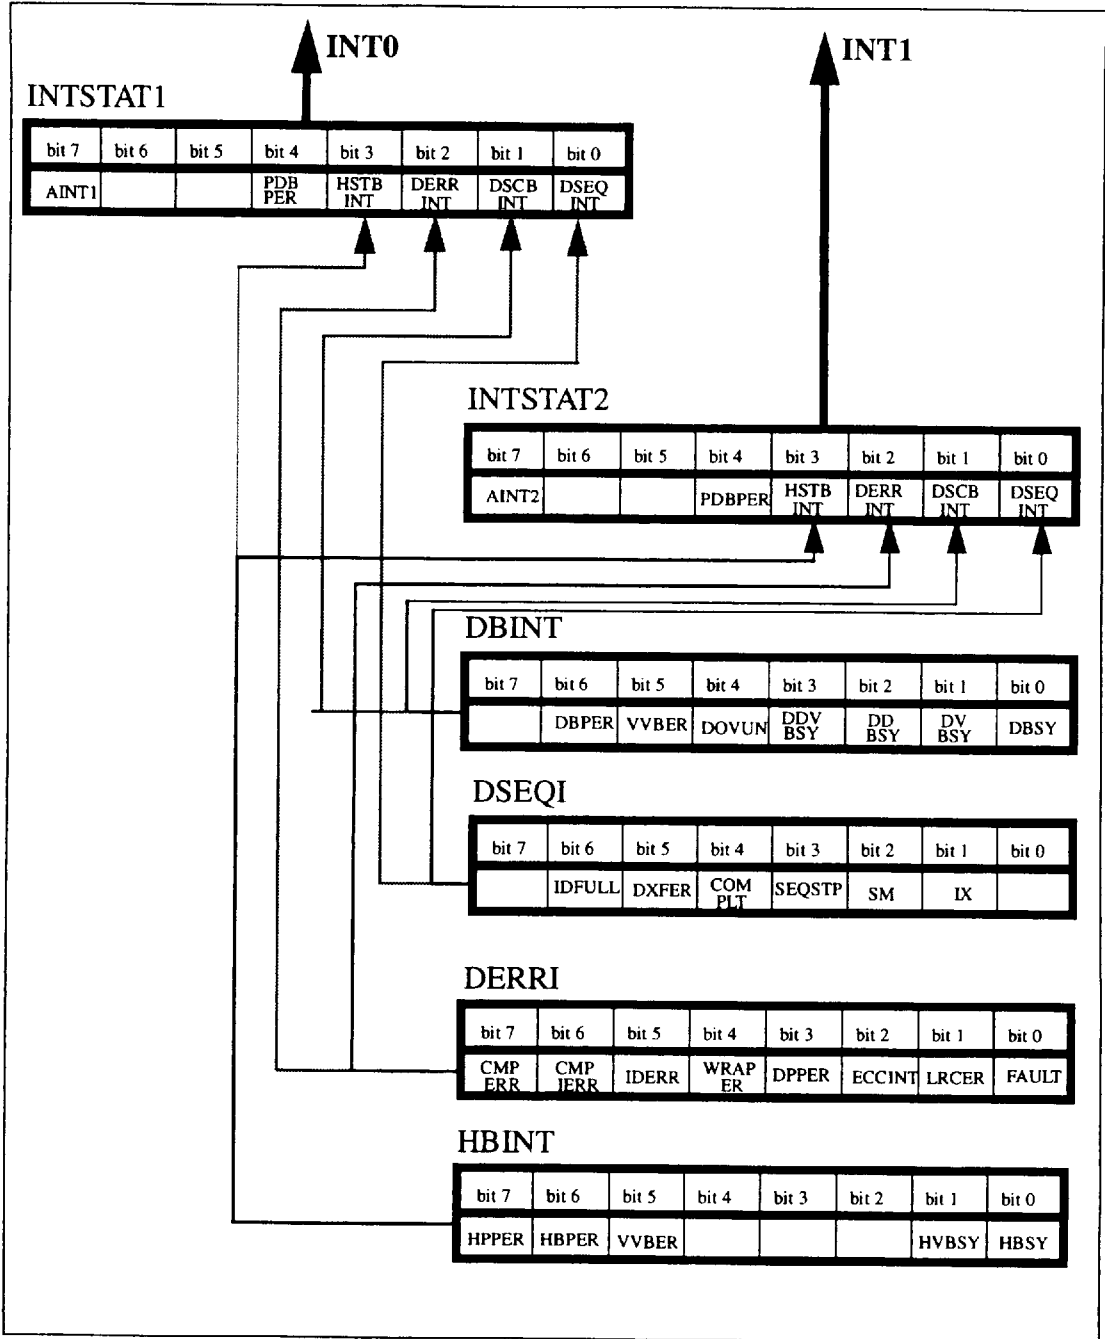 INT0
INT1
INTSTAT1
bit 7 bit 6 bit 5 bit 4 bit 3 bit 2 bit 1 bit 0
AINT1 PDB PER HSTB INT DERR INT DSCB INT DSEQ INT
INTSTAT2
bit 7 bit 6 bit 5 bit 4 bit 3 bit 2 bit 1 bit 0
AINT2 PDBPER HSTB INT DERR INT DSCB INT DSEQ INT
DBINT
bit 7 bit 6 bit 5 bit 4 bit 3 bit 2 bit 1 bit 0
DBPER VVBER DOVUN DDV BSY DD BSY DV BSY DBSY
DSEQI
bit 7 bit 6 bit 5 bit 4 bit 3 bit 2 bit 1 bit 0
IDFULL DXFER COM PLT SEQSTP SM IX
DERRI
bit 7 bit 6 bit 5 bit 4 bit 3 bit 2 bit 1 bit 0
CMP ERR CMP IERR IDERR WRAP ER DPPER ECCINT LRCER FAULT
HBINT
bit 7 bit 6 bit 5 bit 4 bit 3 bit 2 bit 1 bit 0
HPPER HBPER VVBER HVBSY HBSY